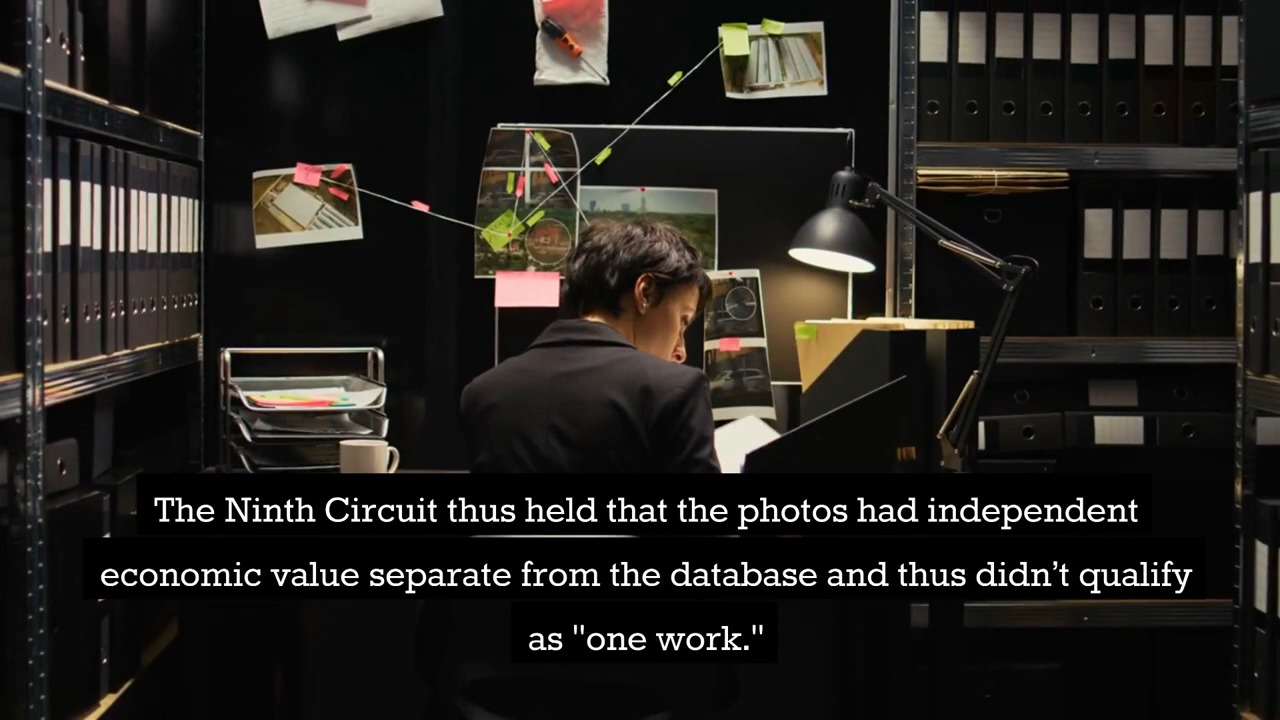 The Ninth Circuit thus held that the photos had independent
economic value separate from the database and thus didn’t qualify
as "one work."